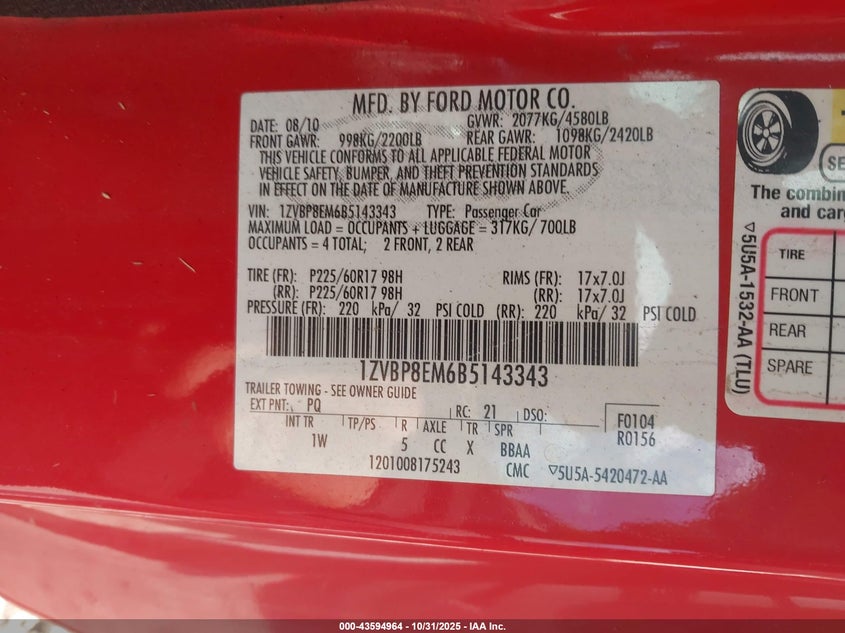 MFD. BY FORD MOTOR CO.
DATE: 08/10 GVWR: 2077KG/4580LB
FRONT GAWR: 998KG/2200LB REAR GAWR: 1098KG/2420LB
THIS VEHICLE CONFORMS TO ALL APPLICABLE FEDERAL MOTOR
VEHICLE SAFETY, BUMPER, AND THEFT PREVENTION STANDARDS
IN EFFECT ON THE DATE OF MANUFACTURE SHOWN ABOVE.
VIN: 1ZVBP8EM6B5143343 TYPE: Passenger Car
MAXIMUM LOAD = OCCUPANTS + LUGGAGE = 317KG/ 700LB
OCCUPANTS = 4 TOTAL; 2 FRONT, 2 REAR
TIRE (FR): P225/60R17 98H RIMS (FR): 17x7.0J
(RR): P225/60R17 98H (RR): 17x7.0J
PRESSURE (FR): 220 kPa/ 32 PSI COLD (RR): 220 kPa/ 32 PSI COLD
1ZVBP8EM6B5143343
TRAILER TOWING - SEE OWNER GUIDE
EXT PNT: PQ RC: 21 DSO:
INT TR TP/PS R AXLE TR SPR
1W 5 CC X BBAA
F0104
R0156
1201008175243 CMC ▽5U5A-5420472-AA
SE
The combin
and carg
TIRE
FRONT
REAR
SPARE
▽5U5A-1532-AA (TLU)
000-43594964 - 10/31/2025 - IAA Inc.